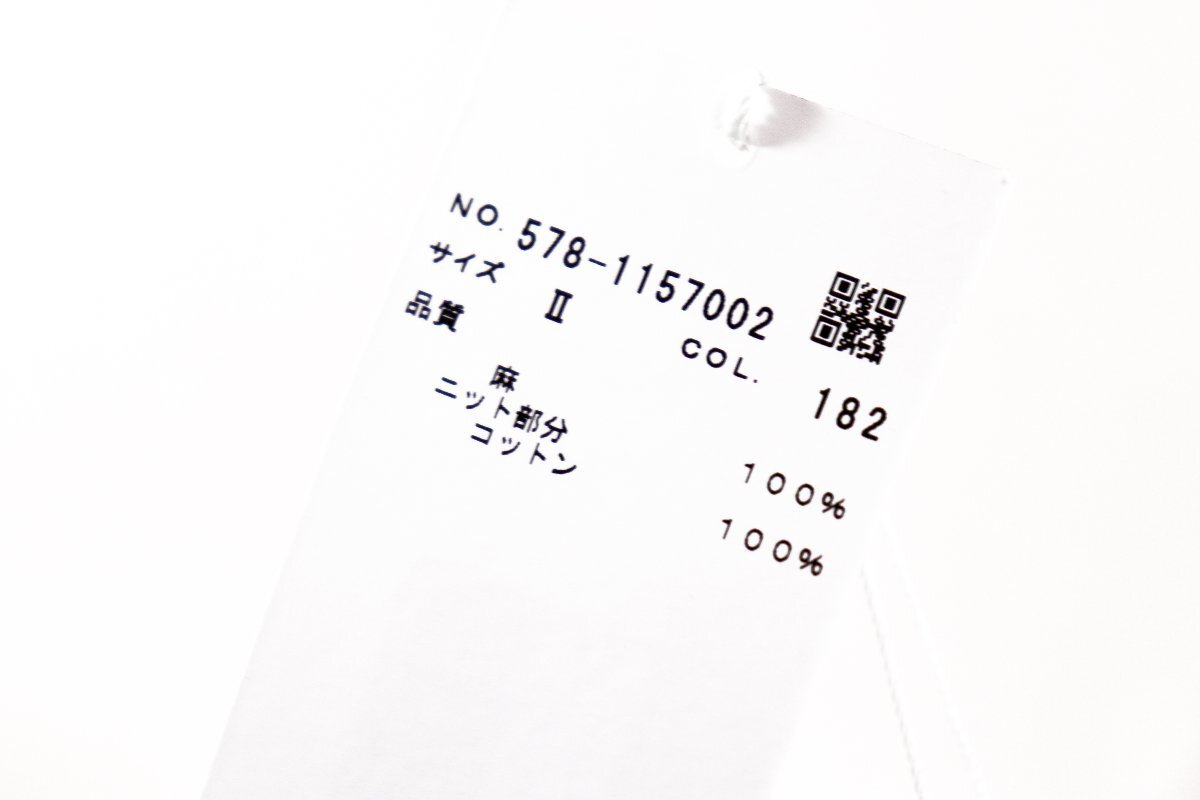 NO. 578-1157002
サイズ Ⅱ COL. 182
品質
麻 100%
ニット部分
コットン 100%